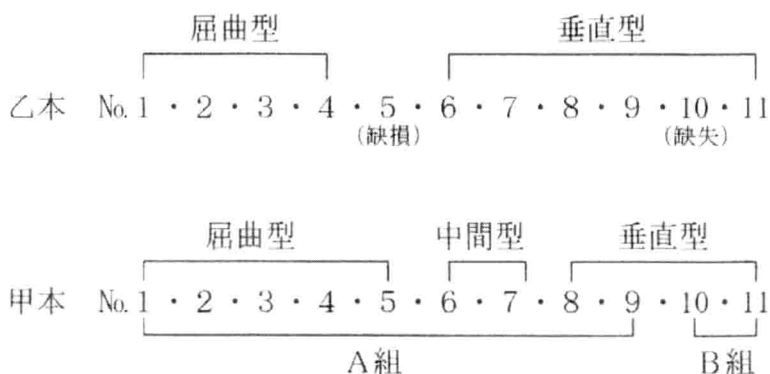 屈曲型 垂直型
乙本 No.1・2・3・4・5・6・7・8・9・10・11
(缺損) (缺失)
屈曲型 中間型 垂直型
甲本 No.1・2・3・4・5・6・7・8・9・10・11
A組 B組